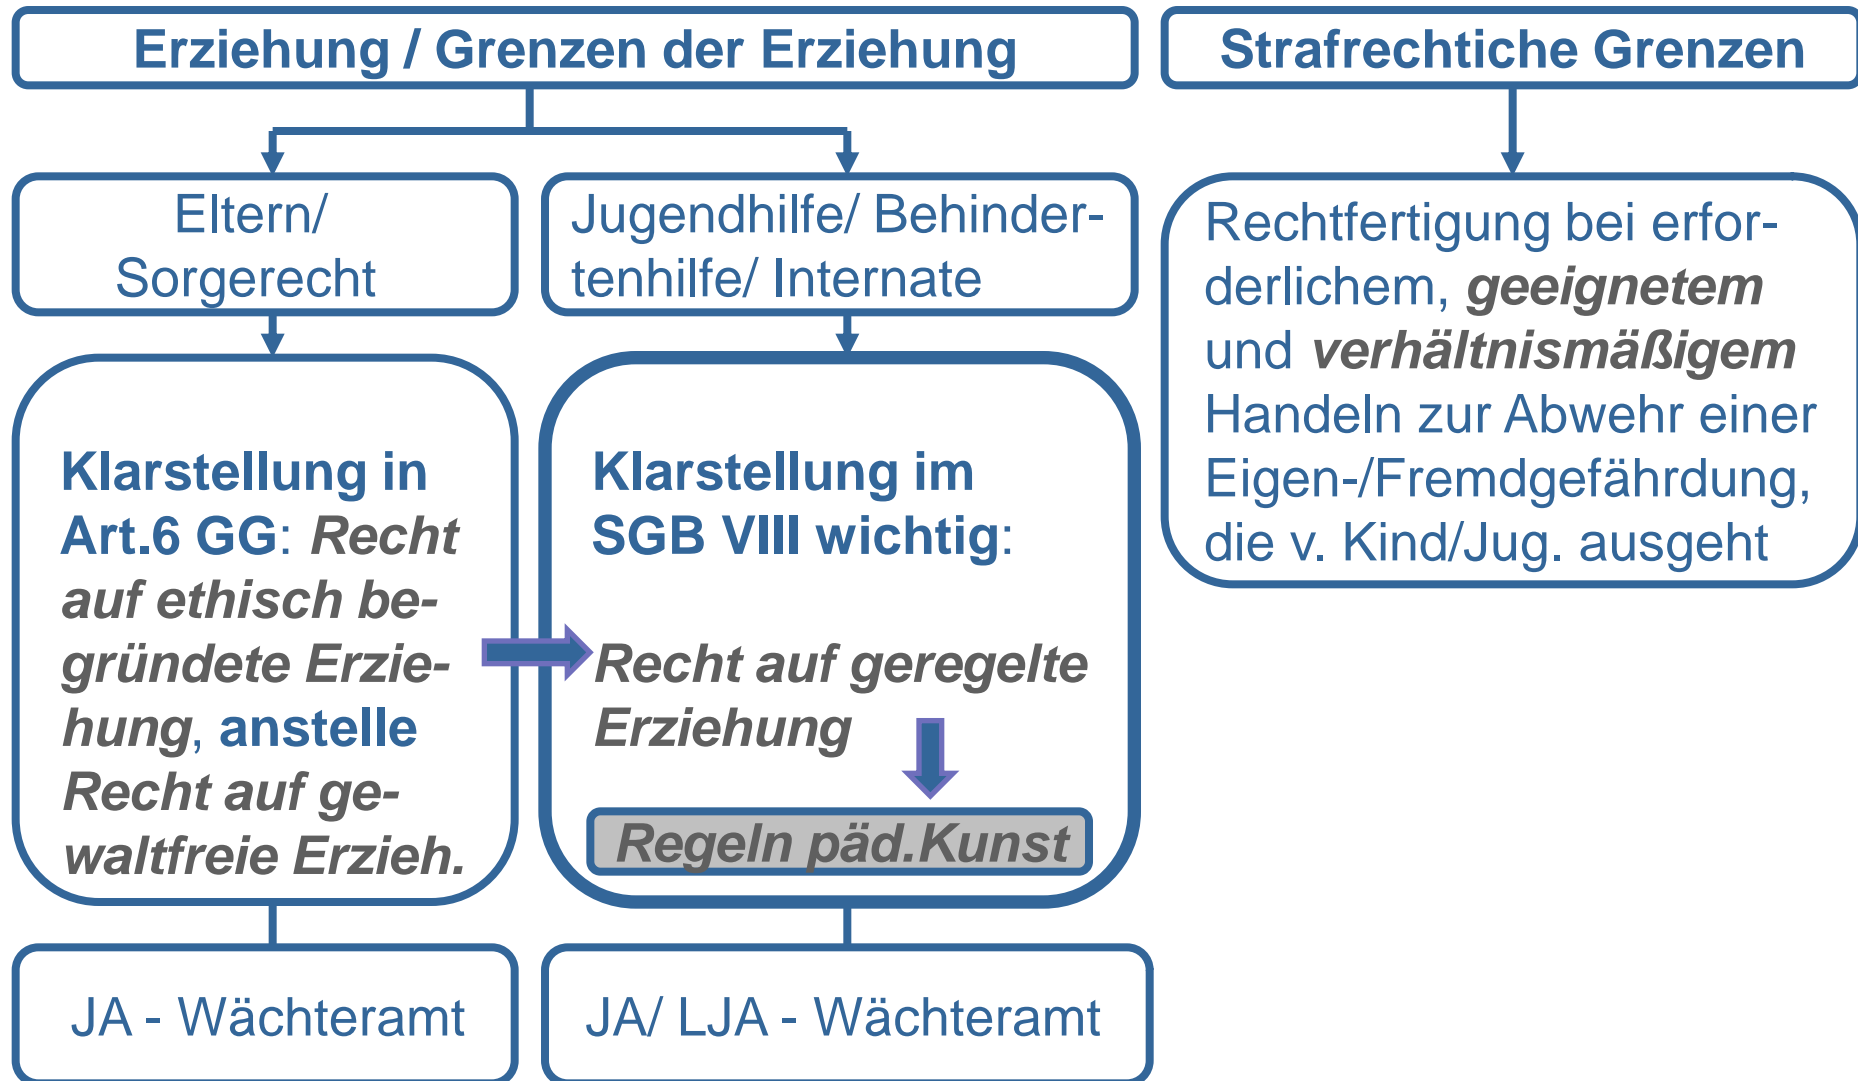 Erziehung / Grenzen der Erziehung
Strafrechtiche Grenzen
Eltern/
Sorgerecht
Jugendhilfe/ Behinder-
tenhilfe/ Internate
Rechtfertigung bei erfor-
derlichem, geeignetem
und verhältnismäßigem
Handeln zur Abwehr einer
Eigen-/Fremdgefährdung,
die v. Kind/Jug. ausgeht
Klarstellung in
Art.6 GG: Recht
auf ethisch be-
gründete Erzie-
hung, anstelle
Recht auf ge-
waltfreie Erzieh.
Klarstellung im
SGB VIII wichtig:
Recht auf geregelte
Erziehung
Regeln päd.Kunst
JA - Wächteramt
JA/ LJA - Wächteramt